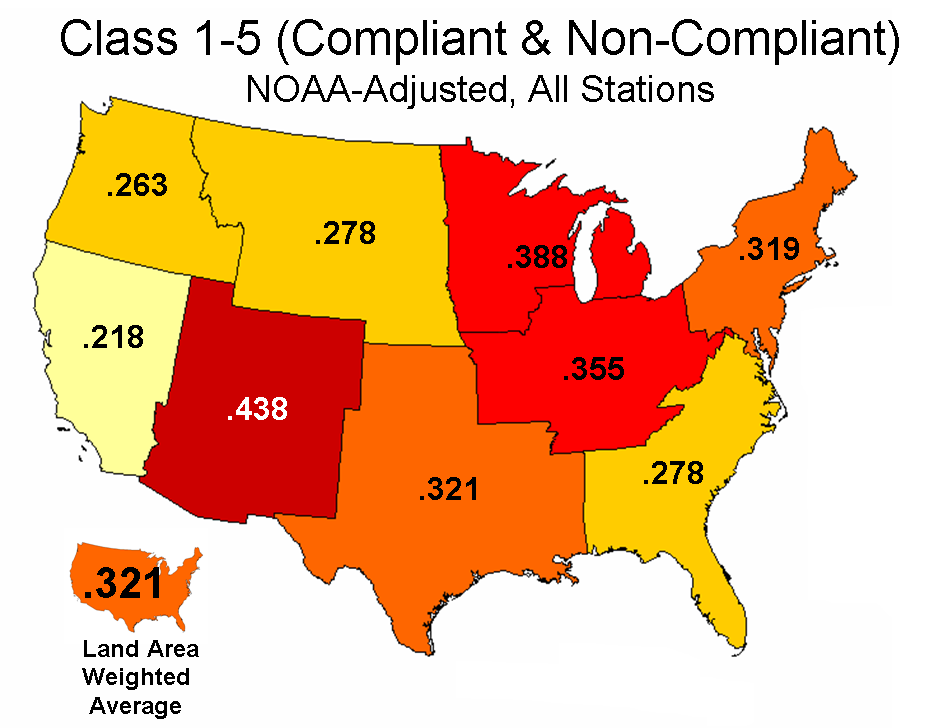 Class 1-5 (Compliant & Non-Compliant)
NOAA-Adjusted, All Stations
.263
.278
.388
.319
.218
.355
.438
.278
.321
.321
Land Area
Weighted
Average